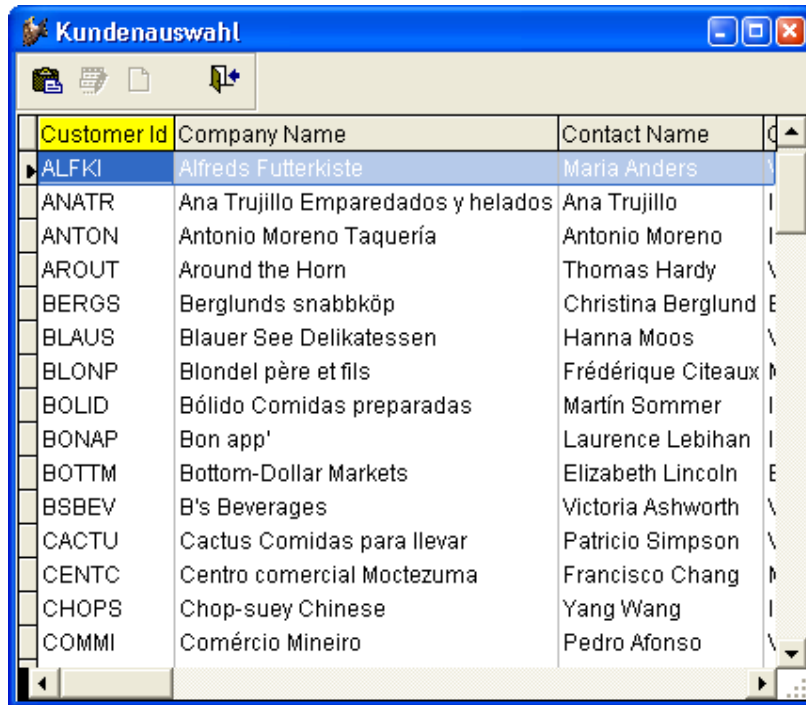 Kundenauswahl
Customer Id Company Name Contact Name
ALFKI Alfreds Futterkiste Maria Anders
ANATR Ana Trujillo Emparedados y helados Ana Trujillo
ANTON Antonio Moreno Taquería Antonio Moreno
AROUT Around the Horn Thomas Hardy
BERGS Berglunds snabbköp Christina Berglund
BLAUS Blauer See Delikatessen Hanna Moos
BLONP Blondel père et fils Frédérique Citeaux
BOLID Bólido Comidas preparadas Martín Sommer
BONAP Bon app' Laurence Lebihan
BOTTM Bottom-Dollar Markets Elizabeth Lincoln
BSBEV B's Beverages Victoria Ashworth
CACTU Cactus Comidas para llevar Patricio Simpson
CENTC Centro comercial Moctezuma Francisco Chang
CHOPS Chop-suey Chinese Yang Wang
COMMI Comércio Mineiro Pedro Afonso